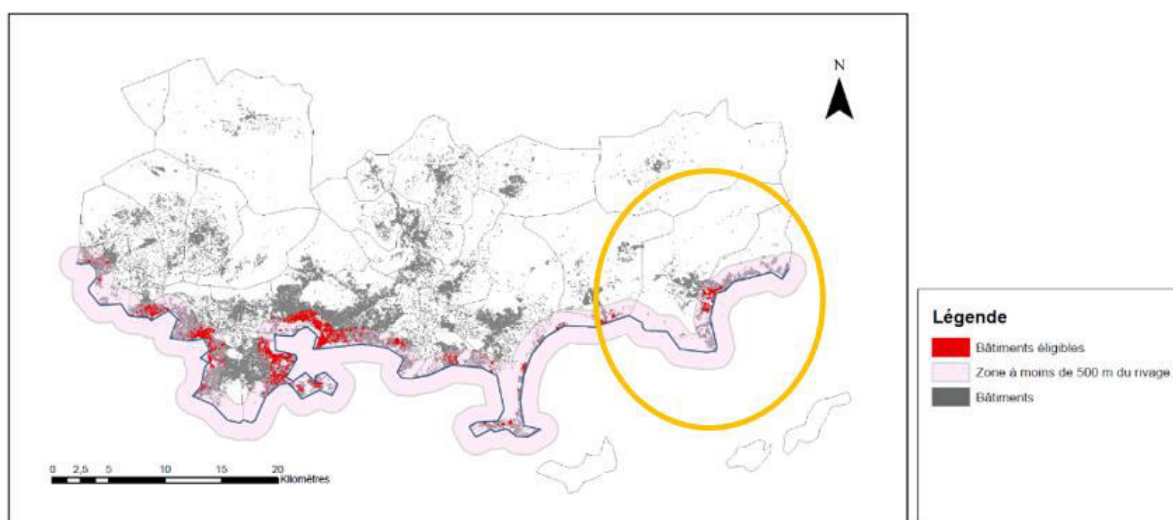 N
0 2,5 5 10 15 20
Kilomètres
Légende
Bâtiments éligibles
Zone à moins de 500 m du rivage
Bâtiments